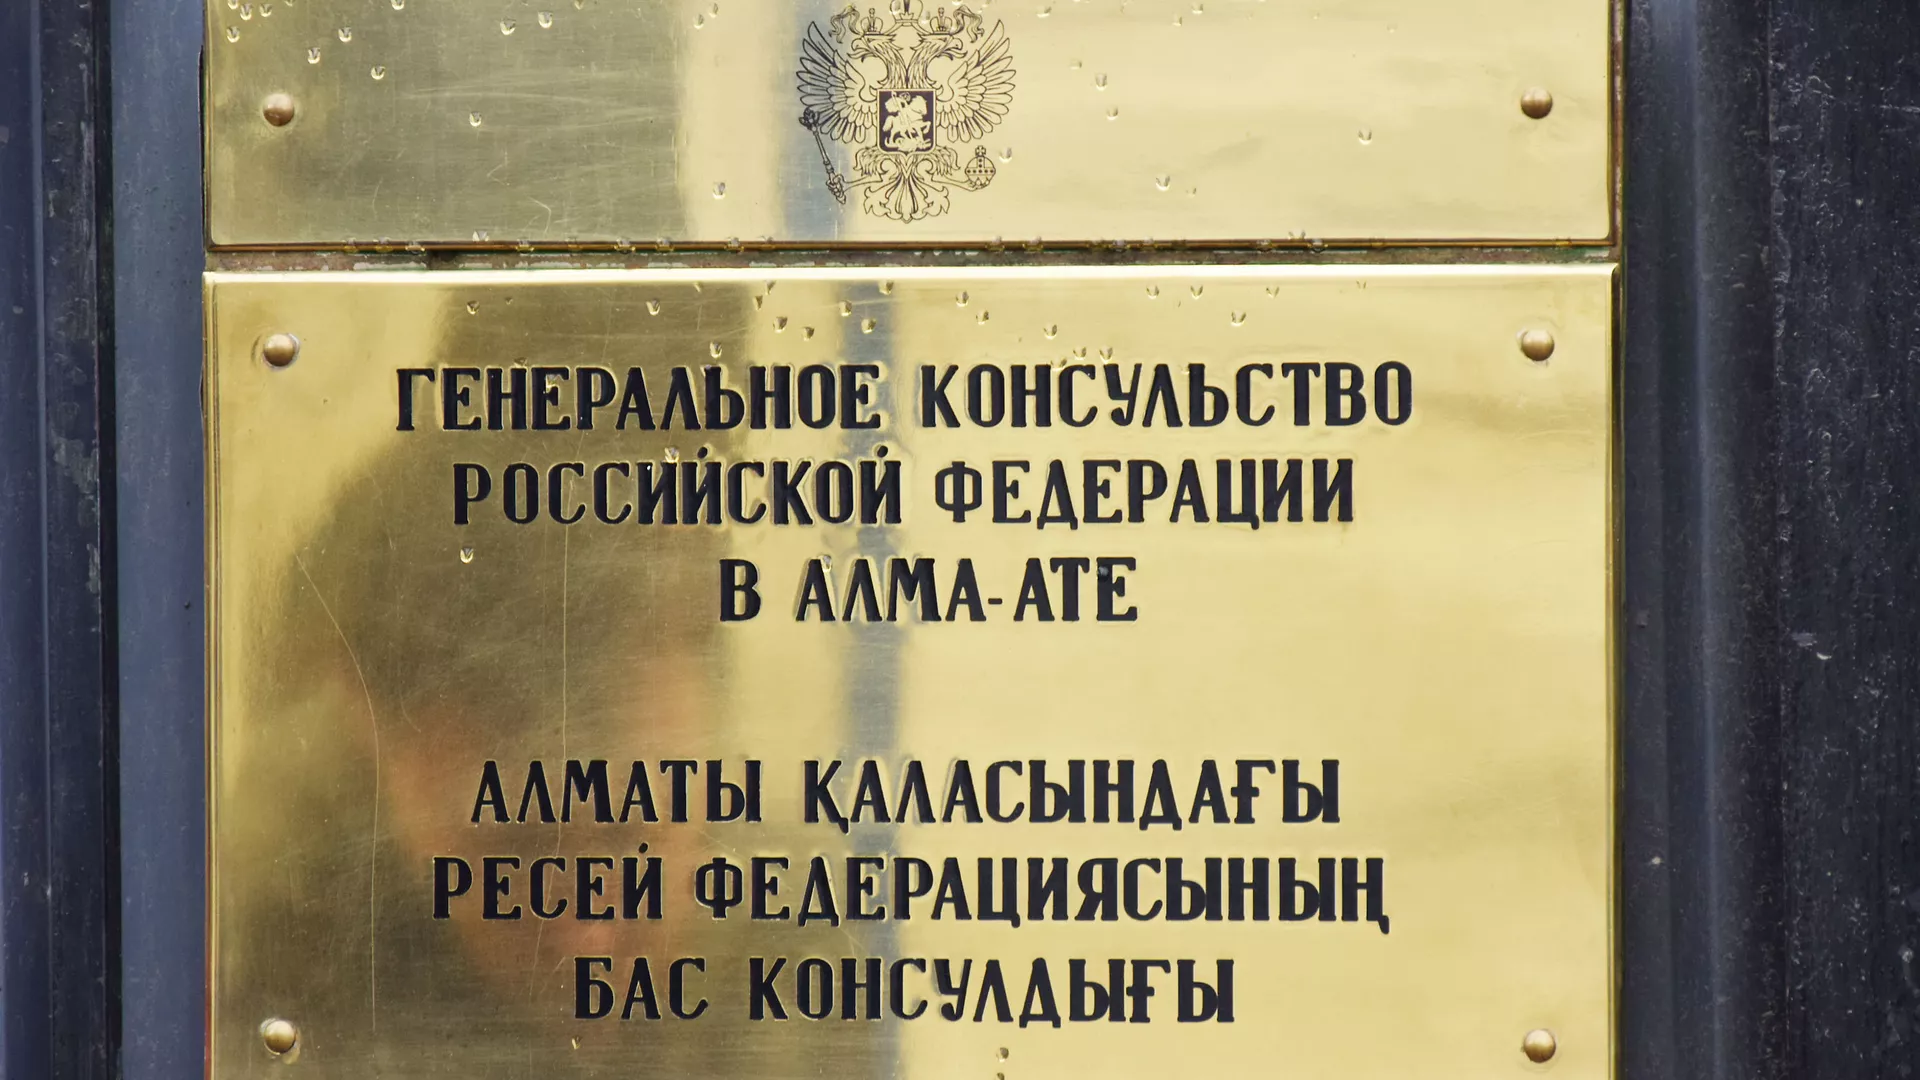 ГЕНЕРАЛЬНОЕ КОНСУЛЬСТВО
РОССИЙСКОЙ ФЕДЕРАЦИИ
В АЛМА-АТЕ
АЛМАТЫ ҚАЛАСЫНДАҒЫ
РЕСЕЙ ФЕДЕРАЦИЯСЫНЫҢ
БАС КОНСУЛДЫҒЫ